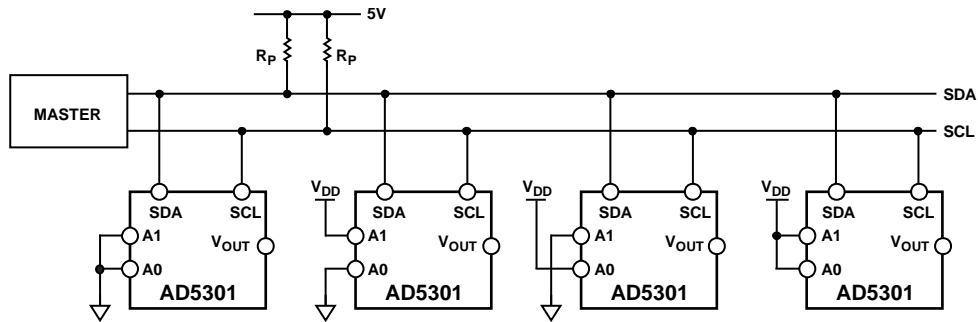 5V
RP RP
MASTER
SDA
SCL
SDA SCL
A1
VOUT
A0
AD5301
VDD
SDA SCL
A1
VOUT
A0
AD5301
VDD
SDA SCL
A1
VOUT
A0
AD5301
VDD
SDA SCL
A1
VOUT
A0
AD5301